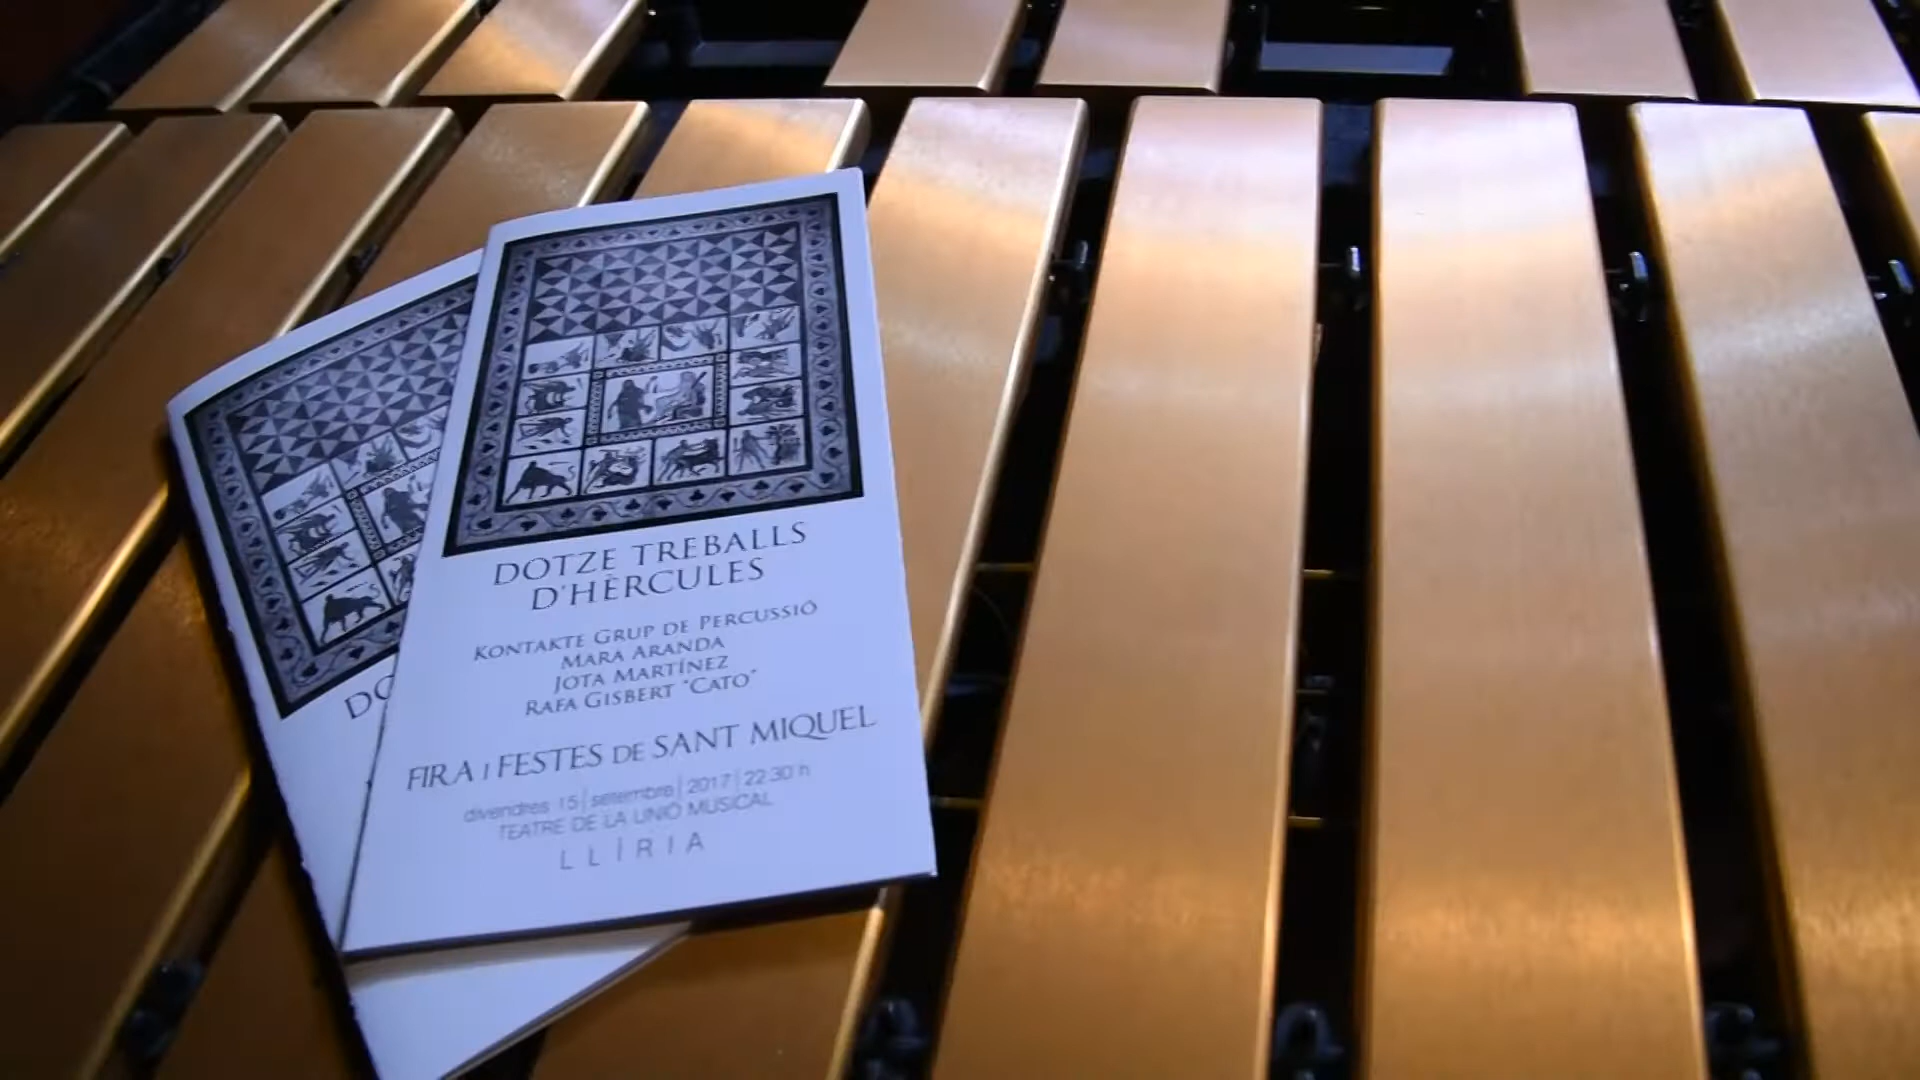 DOTZE TREBALLS
D'HÈRCULES
KONTAKTE GRUP DE PERCUSSIÓ
MARA ARANDA
JOTA MARTÍNEZ
RAFA GISBERT "CATO"
FIRA I FESTES DE SANT MIQUEL
divendres 15 | setembre | 2017 | 22:30 h
TEATRE DE LA UNIÓ MUSICAL
LLÍRIA
DO